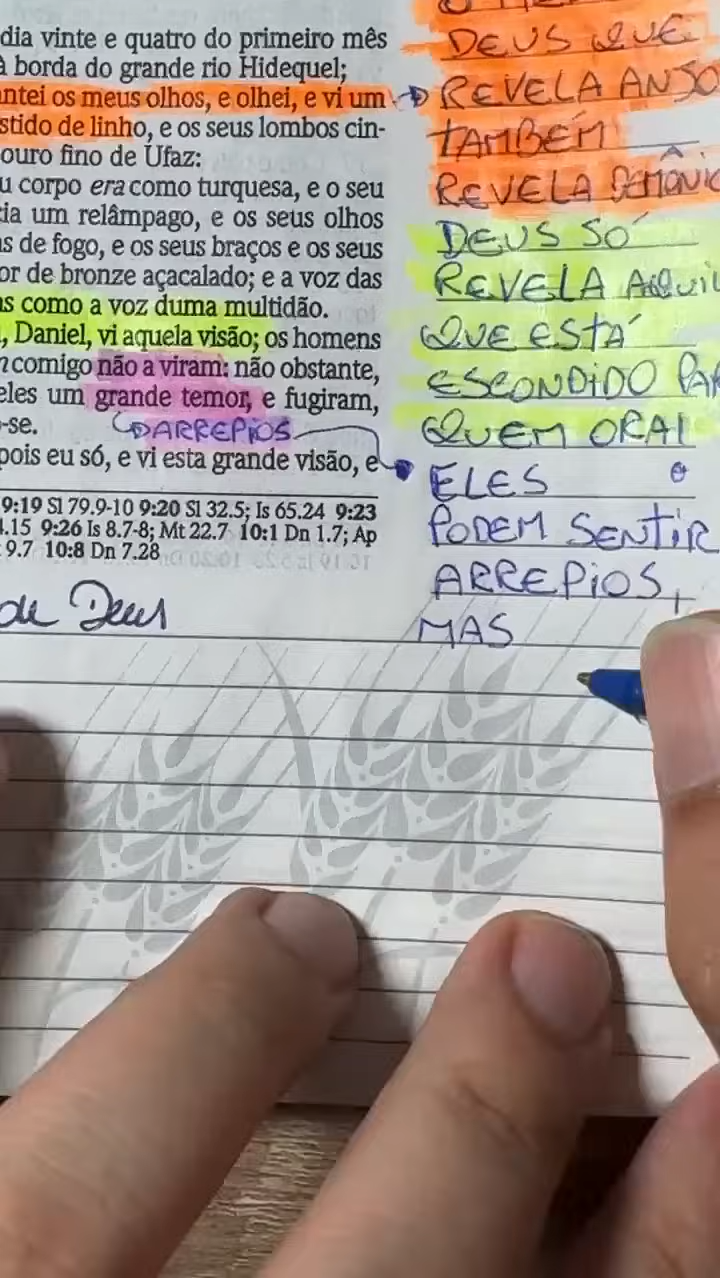 dia vinte e quatro do primeiro mês
à borda do grande rio Hidequel;
ntei os meus olhos, e olhei, e vi um
stido de linho, e os seus lombos cin-
ouro fino de Ufaz:
u corpo era como turquesa, e o seu
ia um relâmpago, e os seus olhos
s de fogo, e os seus braços e os seus
or de bronze açacalado; e a voz das
as como a voz duma multidão.
, Daniel, vi aquela visão; os homens
comigo não a viram: não obstante,
eles um grande temor, e fugiram,
-se.
ARREPIOS
pois eu só, e vi esta grande visão, e
9:19 Sl 79.9-10 9:20 Sl 32.5; Is 65.24 9:23
.15 9:26 Is 8.7-8; Mt 22.7 10:1 Dn 1.7; Ap
9.7 10:8 Dn 7.28
de Deus
DEUS QUE
REVELA ANJO
TAMBÉM
REVELA DEMÔNIO
DEUS SÓ
REVELA AQUIL
QUE ESTÁ
ESCONDIDO PAR
QUEM ORA!
ELES
PODEM SENTIR
ARREPIOS,
MAS